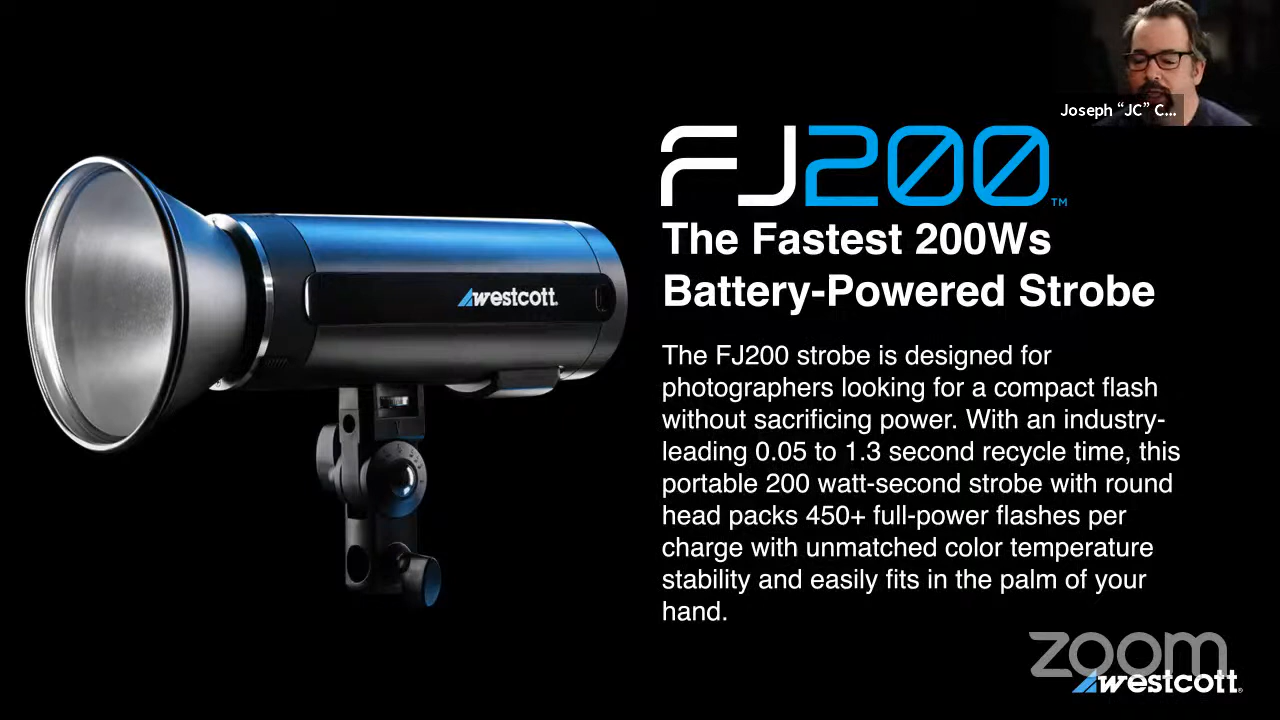 Joseph “JC” C...
FJ200™
The Fastest 200Ws
Battery-Powered Strobe
westcott.
The FJ200 strobe is designed for
photographers looking for a compact flash
without sacrificing power. With an industry-
leading 0.05 to 1.3 second recycle time, this
portable 200 watt-second strobe with round
head packs 450+ full-power flashes per
charge with unmatched color temperature
stability and easily fits in the palm of your
hand.
zoom
westcott®